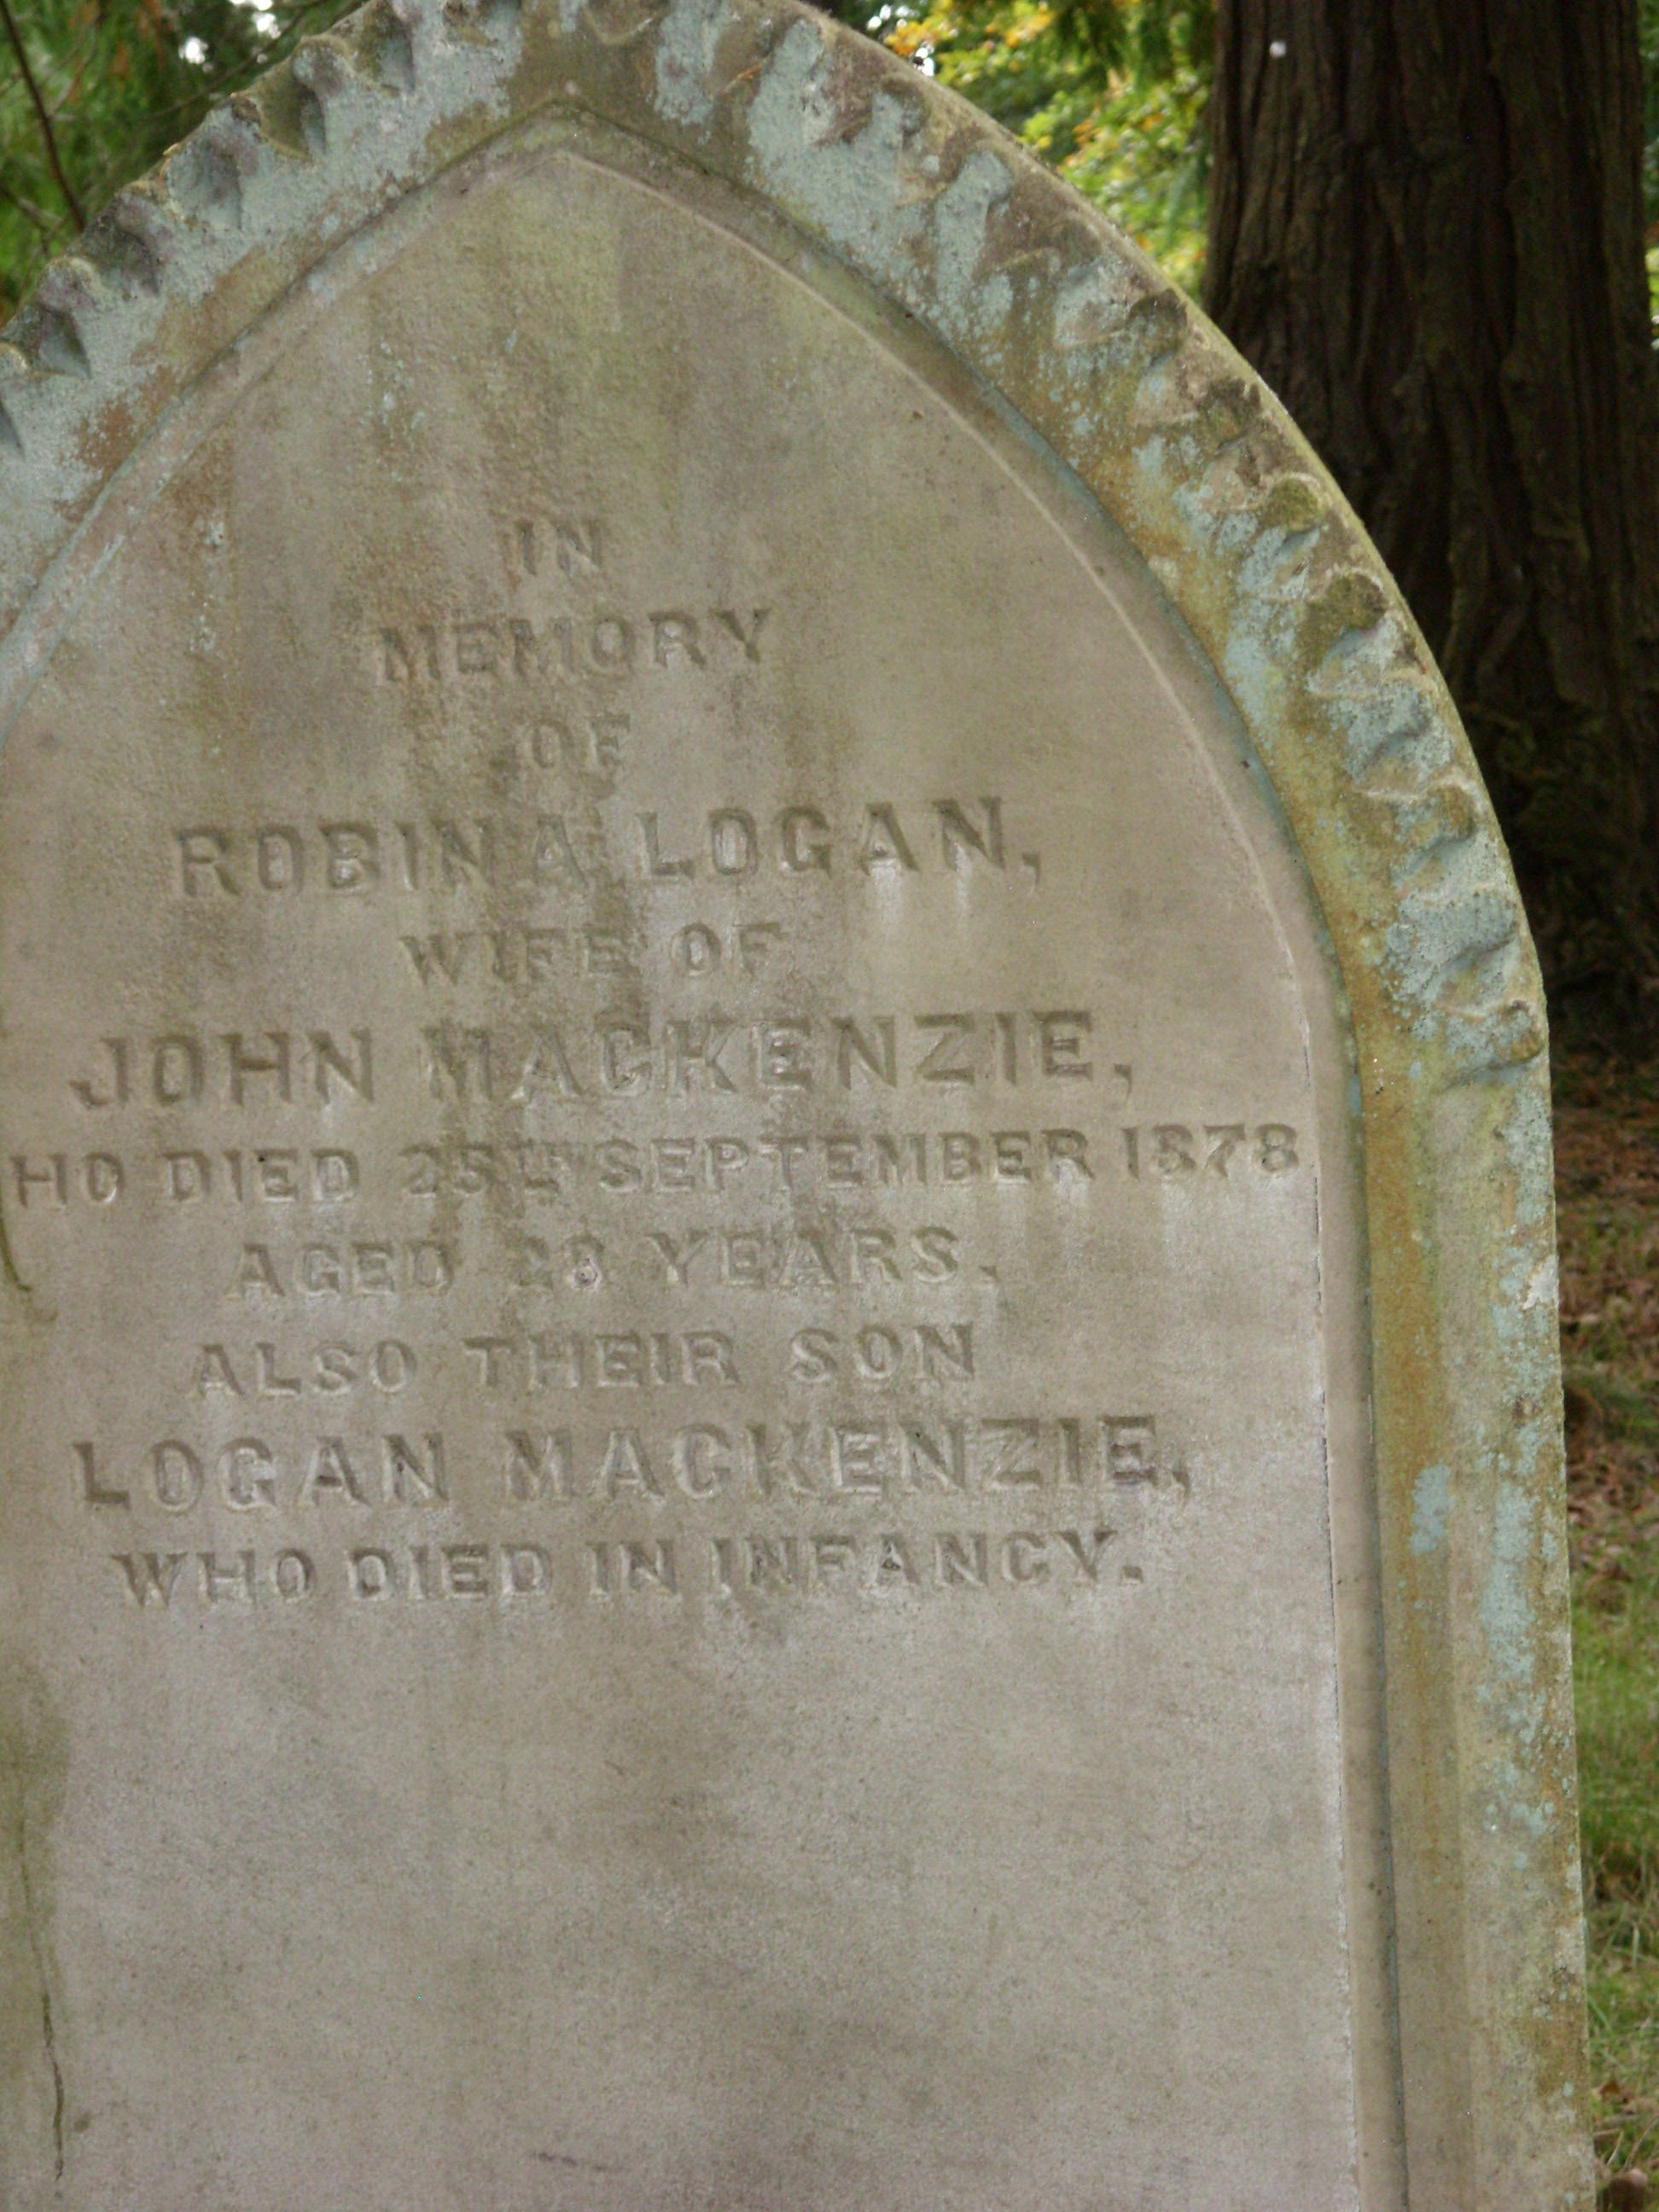 IN
MEMORY
OF
ROBINA LOGAN,
WIFE OF
JOHN MACKENZIE,
HO DIED 25TH SEPTEMBER 1878
AGED 28 YEARS.
ALSO THEIR SON
LOGAN MACKENZIE,
WHO DIED IN INFANCY.